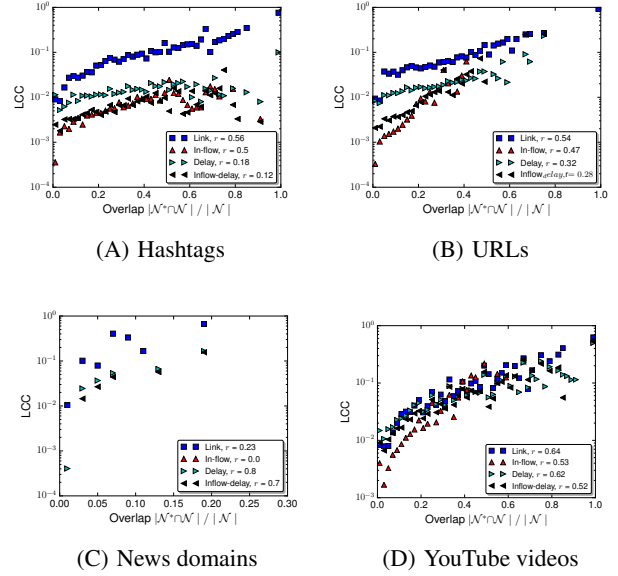 10⁰
10⁻¹
10⁻²
10⁻³
10⁻⁴
LCC
Link, r = 0.56
In-flow, r = 0.5
Delay, r = 0.18
Inflow-delay, r = 0.12
0.0 0.2 0.4 0.6 0.8 1.0
Overlap |𝒩*∩𝒩| / |𝒩|
(A) Hashtags
10⁰
10⁻¹
10⁻²
10⁻³
10⁻⁴
LCC
Link, r = 0.54
In-flow, r = 0.47
Delay, r = 0.32
Inflow_delay,r= 0.28
0.0 0.2 0.4 0.6 0.8 1.0
Overlap |𝒩*∩𝒩| / |𝒩|
(B) URLs
10⁰
10⁻¹
10⁻²
10⁻³
10⁻⁴
LCC
Link, r = 0.23
In-flow, r = 0.0
Delay, r = 0.8
Inflow-delay, r = 0.7
0.00 0.05 0.10 0.15 0.20 0.25 0.30
Overlap |𝒩*∩𝒩| / |𝒩|
(C) News domains
10⁰
10⁻¹
10⁻²
10⁻³
LCC
Link, r = 0.64
In-flow, r = 0.53
Delay, r = 0.62
Inflow-delay, r = 0.52
0.0 0.2 0.4 0.6 0.8 1.0
Overlap |𝒩*∩𝒩| / |𝒩|
(D) YouTube videos